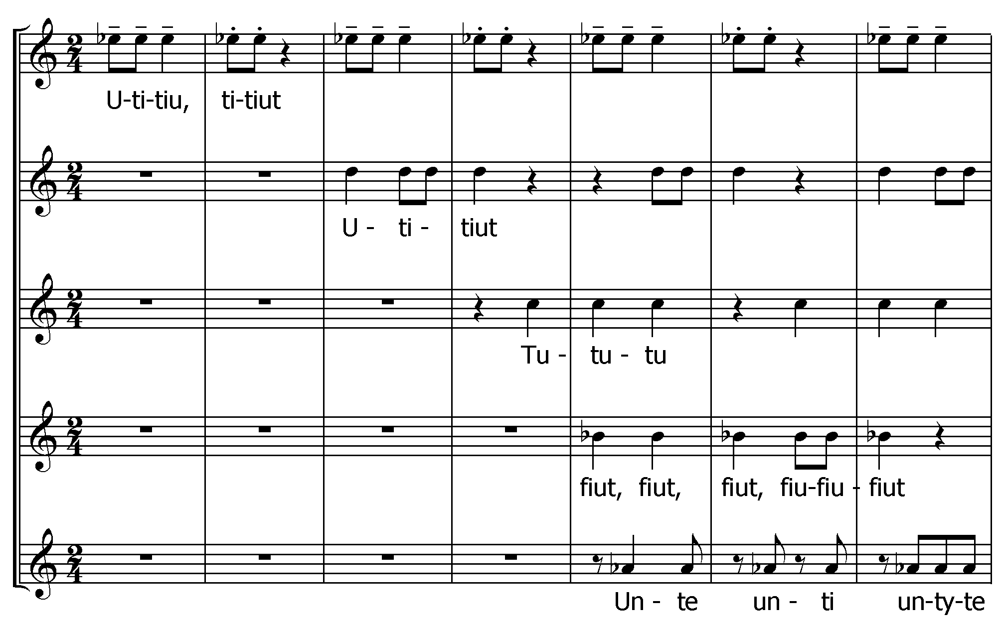 U-ti-tiu, ti-tiut
U - ti - tiut
Tu - tu - tu
fiut, fiut, fiut, fiu-fiu - fiut
Un - te un - ti un-ty-te